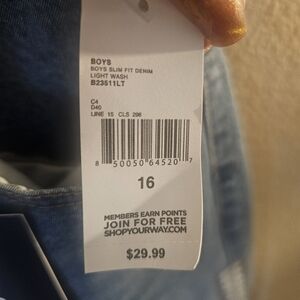 BOYS
BOYS SLIM FIT DENIM
LIGHT WASH
B23511LT
C4
D40
LINE 15 CLS 296
8 50050 64520 7
16
MEMBERS EARN POINTS
JOIN FOR FREE
SHOPYOURWAY.COM
$29.99